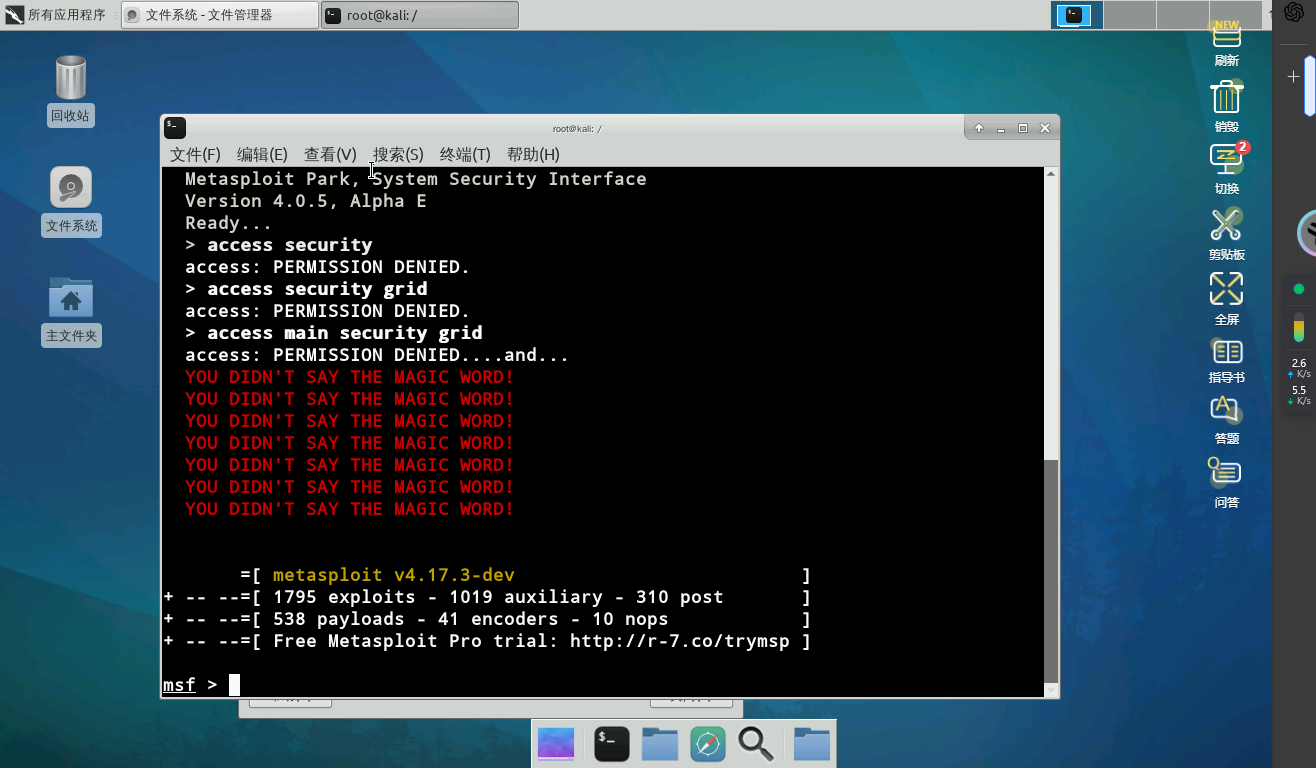 所有应用程序
文件系统 - 文件管理器
root@kali: /
回收站
文件系统
主文件夹
root@kali: /
文件(F) 编辑(E) 查看(V) 搜索(S) 终端(T) 帮助(H)
Metasploit Park, System Security Interface
Version 4.0.5, Alpha E
Ready...
> access security
access: PERMISSION DENIED.
> access security grid
access: PERMISSION DENIED.
> access main security grid
access: PERMISSION DENIED....and...
YOU DIDN'T SAY THE MAGIC WORD!
YOU DIDN'T SAY THE MAGIC WORD!
YOU DIDN'T SAY THE MAGIC WORD!
YOU DIDN'T SAY THE MAGIC WORD!
YOU DIDN'T SAY THE MAGIC WORD!
YOU DIDN'T SAY THE MAGIC WORD!
YOU DIDN'T SAY THE MAGIC WORD!
=[ metasploit v4.17.3-dev ]
+ -- --=[ 1795 exploits - 1019 auxiliary - 310 post ]
+ -- --=[ 538 payloads - 41 encoders - 10 nops ]
+ -- --=[ Free Metasploit Pro trial: http://r-7.co/trymsp ]
msf >
NEW
刷新
销毁
2
切换
剪贴板
全屏
指导书
答题
问答
2.6
K/s
5.5
K/s